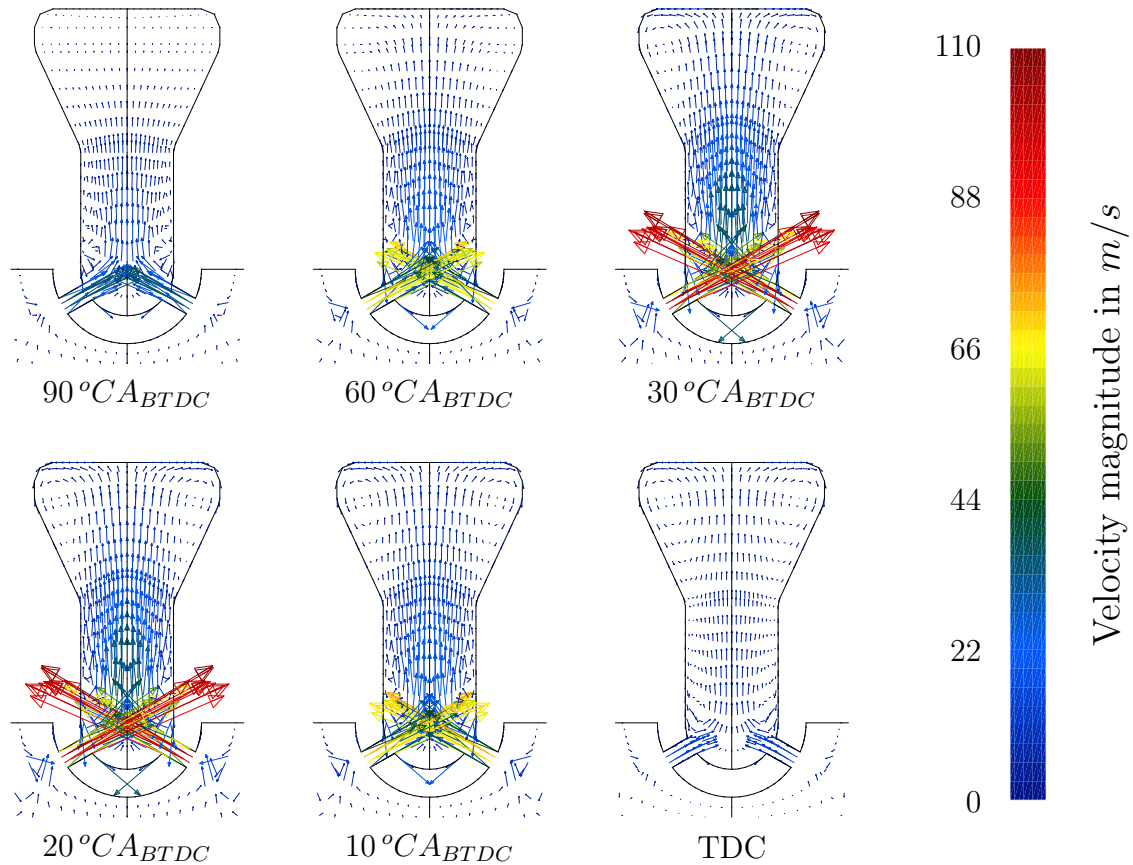 90 °CA_BTDC
60 °CA_BTDC
30 °CA_BTDC
20 °CA_BTDC
10 °CA_BTDC
TDC
110
88
66
44
22
0
Velocity magnitude in m/s